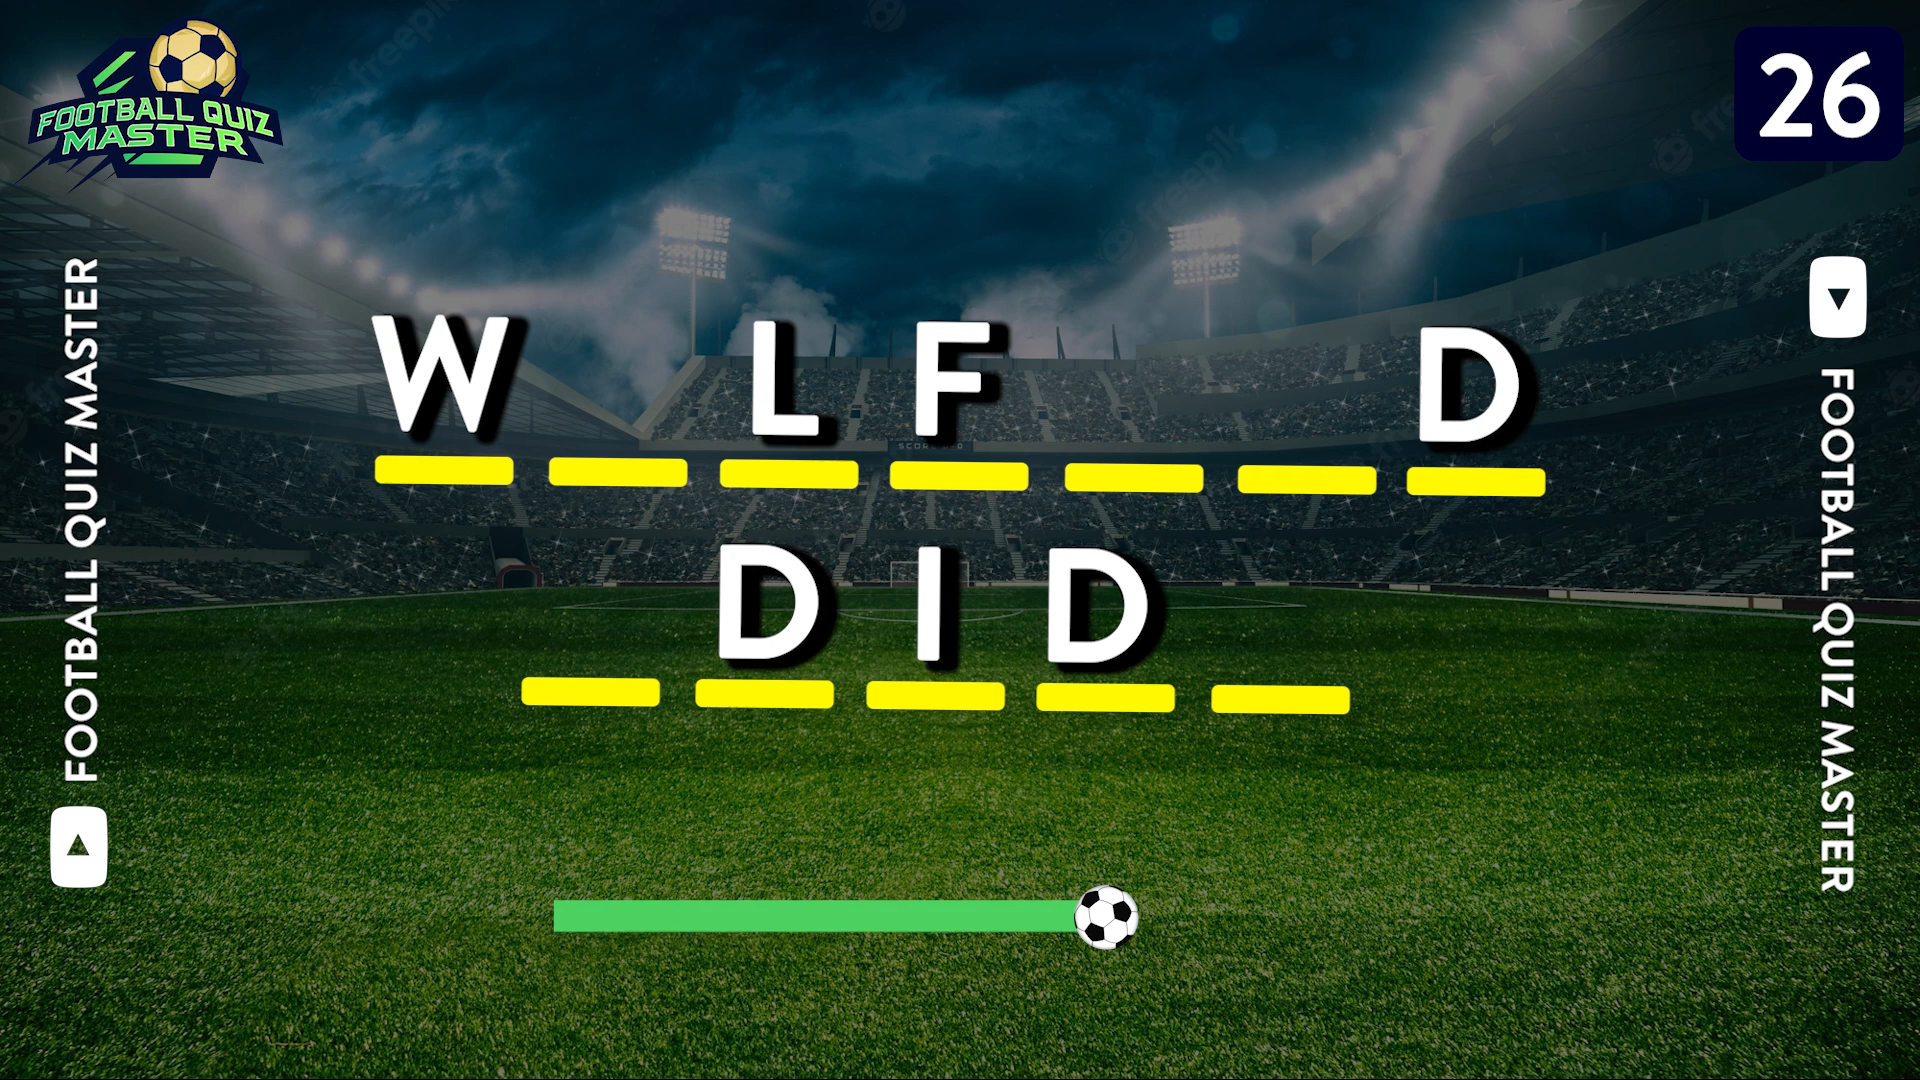 FOOTBALL QUIZ
MASTER
26
FOOTBALL QUIZ MASTER
W L F D
D I D
FOOTBALL QUIZ MASTER